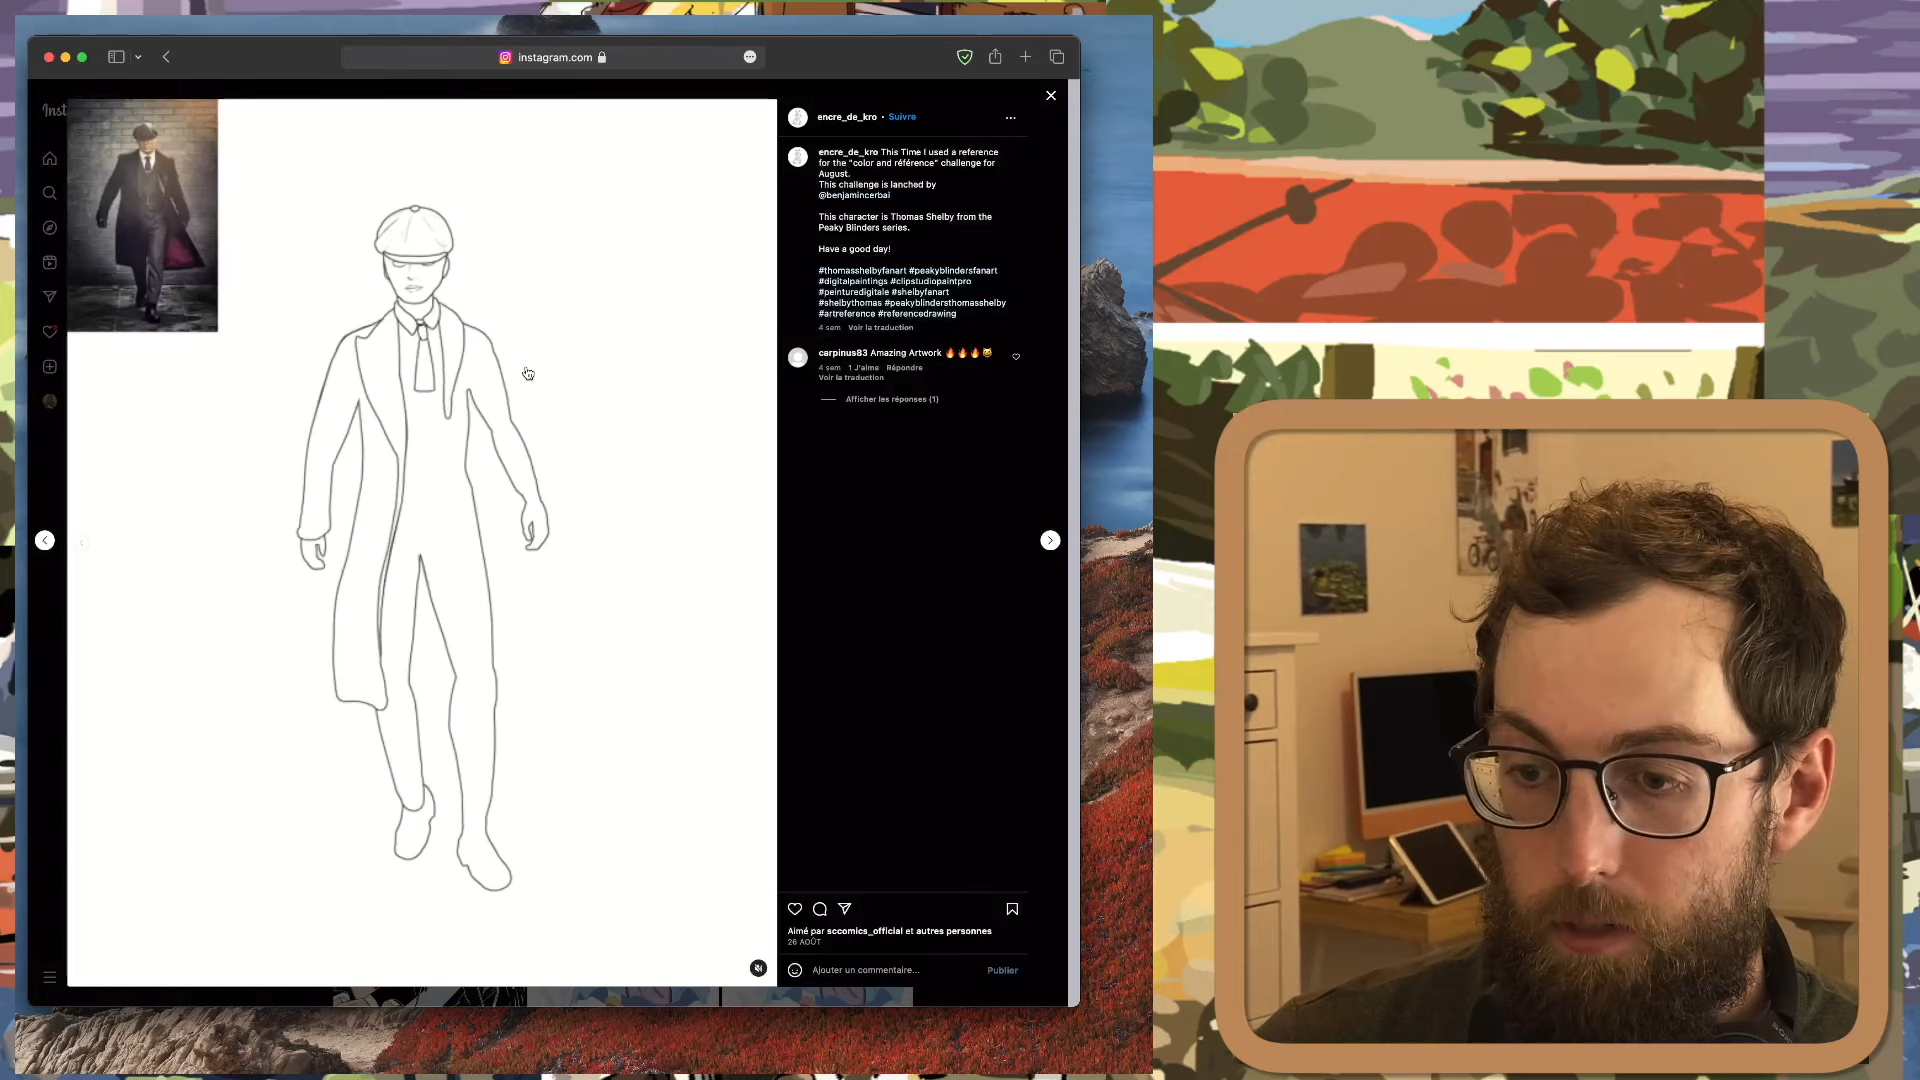 instagram.com
Inst
encre_de_kro • Suivre
encre_de_kro This Time I used a reference
for the "color and référence" challenge for
August.
This challenge is lanched by
@benjamincerbai
This character is Thomas Shelby from the
Peaky Blinders series.
Have a good day!
#thomasshelbyfanart #peakyblindersfanart
#digitalpaintings #clipstudiopaintpro
#peinturedigitale #shelbyfanart
#shelbythomas #peakyblindersthomasshelby
#artreference #referencedrawing
4 sem Voir la traduction
carpinus83 Amazing Artwork 🔥🔥🔥😸
4 sem 1 J'aime Répondre
Voir la traduction
Afficher les réponses (1)
Aimé par sccomics_official et autres personnes
26 AOÛT
Ajouter un commentaire... Publier